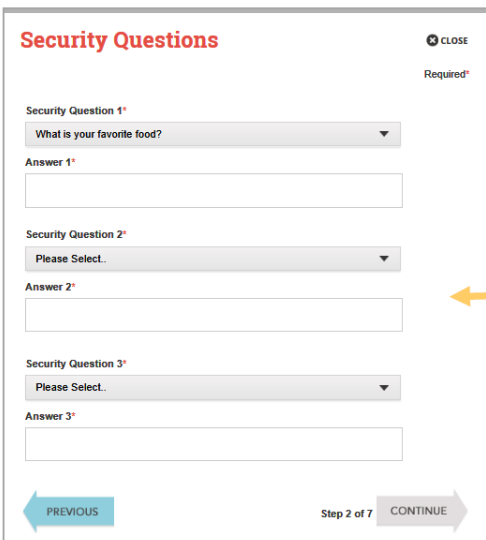 Security Questions
CLOSE
Required*
Security Question 1*
What is your favorite food?
Answer 1*
Security Question 2*
Please Select..
Answer 2*
Security Question 3*
Please Select..
Answer 3*
PREVIOUS
Step 2 of 7
CONTINUE